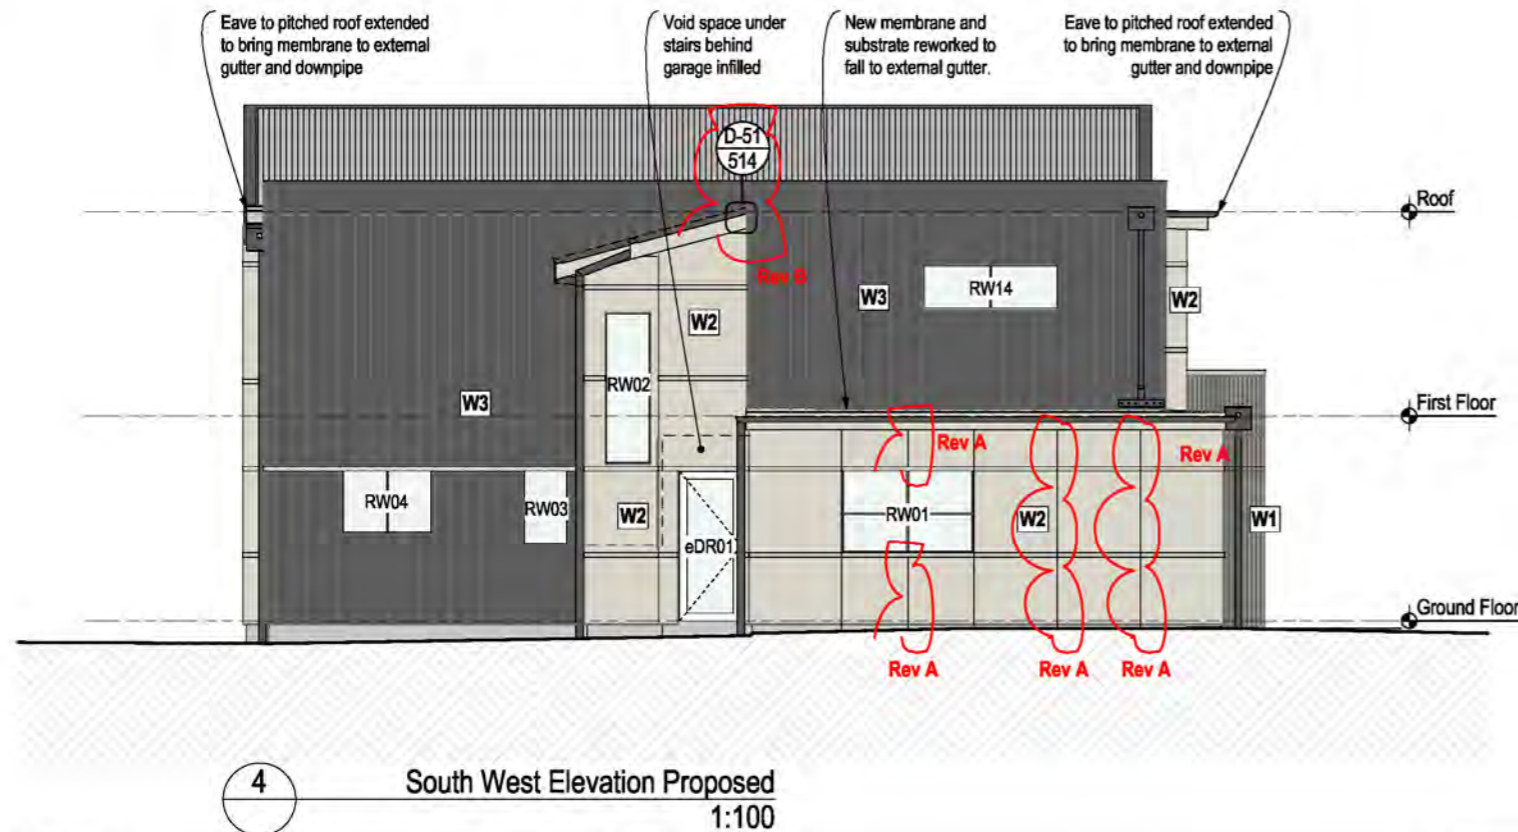 Eave to pitched roof extended
to bring membrane to external
gutter and downpipe
Void space under
stairs behind
garage infilled
New membrane and
substrate reworked to
fall to external gutter.
Eave to pitched roof extended
to bring membrane to external
gutter and downpipe
D-51
514
Roof
Rev B
W3
RW14
W2
W2
RW02
W3
First Floor
Rev A
Rev A
RW04
RW03
W2
eDR01
RW01
W2
W1
Ground Floor
Rev A
Rev A
Rev A
4
South West Elevation Proposed
1:100